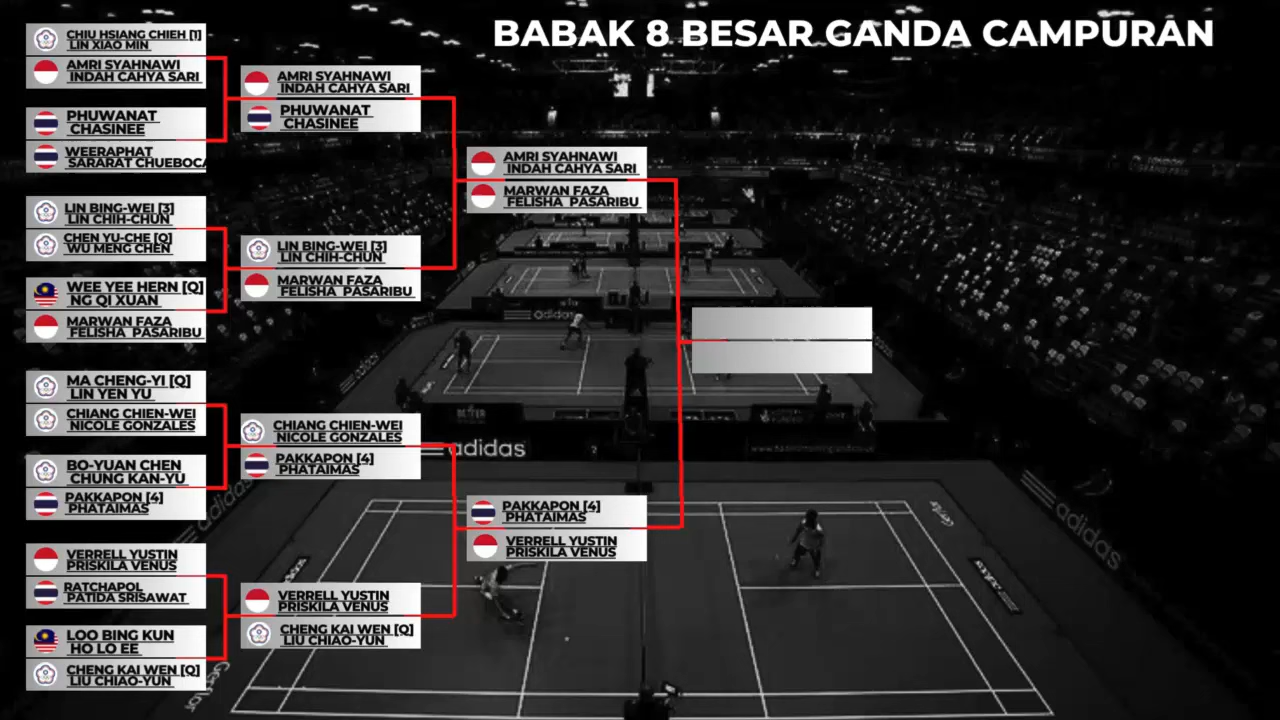 BABAK 8 BESAR GANDA CAMPURAN
CHIU HSIANG CHIEH [1]
LIN XIAO MIN
AMRI SYAHNAWI
INDAH CAHYA SARI
PHUWANAT
CHASINEE
WEERAPHAT
SARARAT CHUEBOCA
LIN BING-WEI [3]
LIN CHIH-CHUN
CHEN YU-CHE [Q]
WU MENG CHEN
WEE YEE HERN [Q]
NG QI XUAN
MARWAN FAZA
FELISHA PASARIBU
MA CHENG-YI [Q]
LIN YEN YU
CHIANG CHIEN-WEI
NICOLE GONZALES
BO-YUAN CHEN
CHUNG KAN-YU
PAKKAPON [4]
PHATAIMAS
VERRELL YUSTIN
PRISKILA VENUS
RATCHAPOL
PATIDA SRISAWAT
LOO BING KUN
HO LO EE
CHENG KAI WEN [Q]
LIU CHIAO-YUN
AMRI SYAHNAWI
INDAH CAHYA SARI
PHUWANAT
CHASINEE
LIN BING-WEI [3]
LIN CHIH-CHUN
MARWAN FAZA
FELISHA PASARIBU
CHIANG CHIEN-WEI
NICOLE GONZALES
PAKKAPON [4]
PHATAIMAS
VERRELL YUSTIN
PRISKILA VENUS
CHENG KAI WEN [Q]
LIU CHIAO-YUN
AMRI SYAHNAWI
INDAH CAHYA SARI
MARWAN FAZA
FELISHA PASARIBU
PAKKAPON [4]
PHATAIMAS
VERRELL YUSTIN
PRISKILA VENUS
adidas
adidas
adidas
adidas